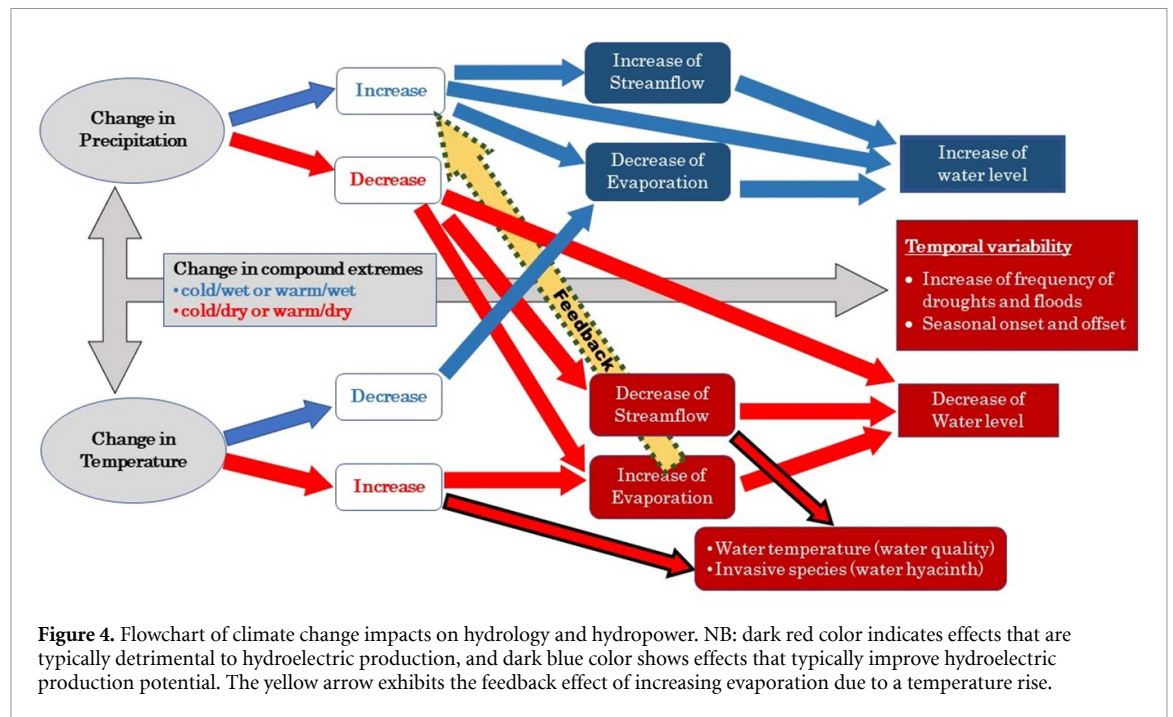 Change in
Precipitation
Increase
Decrease
Increase of
Streamflow
Decrease of
Evaporation
Increase of
water level
Change in compound extremes
•cold/wet or warm/wet
•cold/dry or warm/dry
Temporal variability
• Increase of frequency of
droughts and floods
• Seasonal onset and offset
Feedback
Change in
Temperature
Decrease
Increase
Decrease of
Streamflow
Increase of
Evaporation
Decrease of
Water level
•Water temperature (water quality)
•Invasive species (water hyacinth)
Figure 4. Flowchart of climate change impacts on hydrology and hydropower. NB: dark red color indicates effects that are
typically detrimental to hydroelectric production, and dark blue color shows effects that typically improve hydroelectric
production potential. The yellow arrow exhibits the feedback effect of increasing evaporation due to a temperature rise.